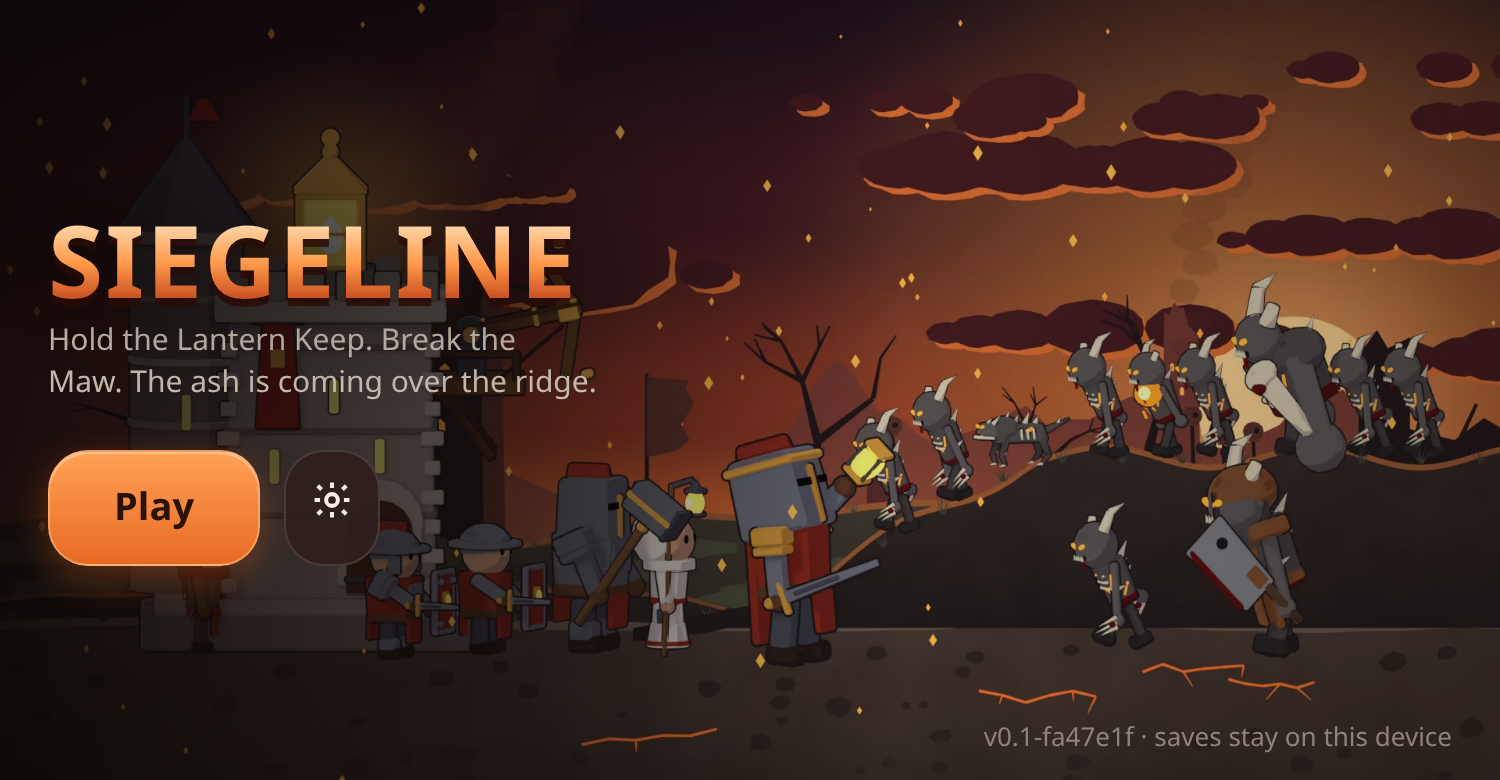 SIEGELINE
Hold the Lantern Keep. Break the
Maw. The ash is coming over the ridge.
Play
v0.1-fa47e1f · saves stay on this device